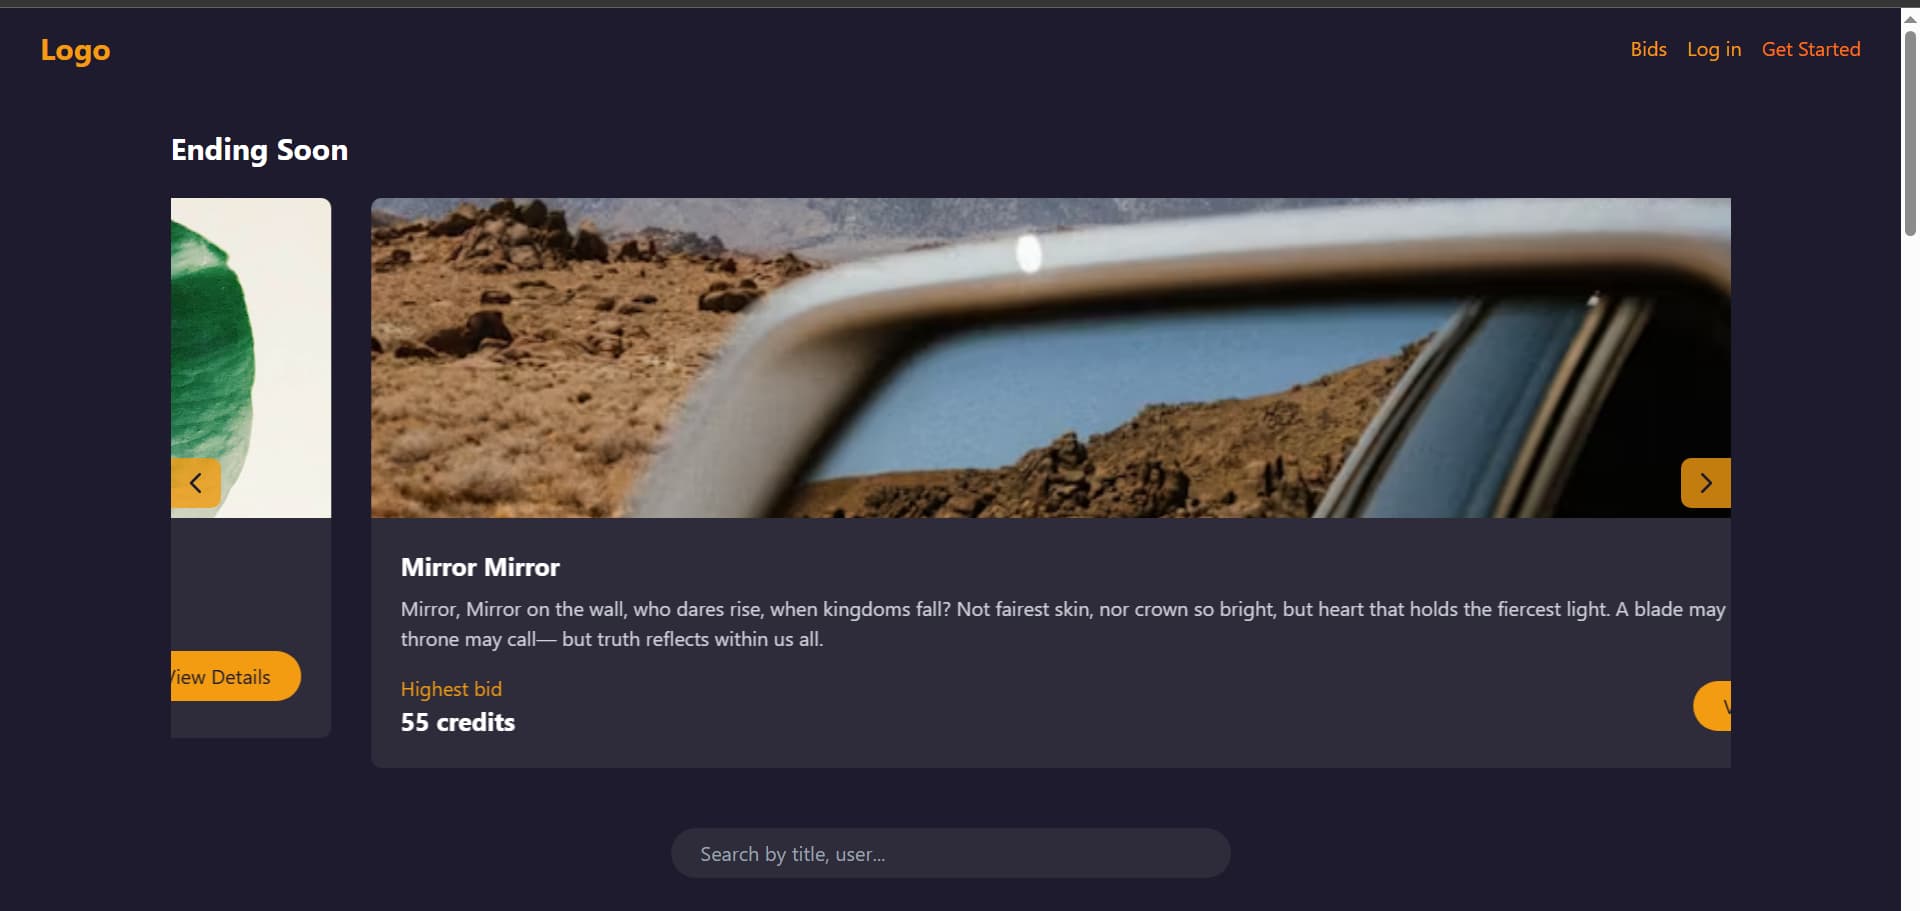 Logo
Bids Log in Get Started
Ending Soon
Mirror Mirror
Mirror, Mirror on the wall, who dares rise, when kingdoms fall? Not fairest skin, nor crown so bright, but heart that holds the fiercest light. A blade may
throne may call— but truth reflects within us all.
View Details
Highest bid
55 credits
Search by title, user...